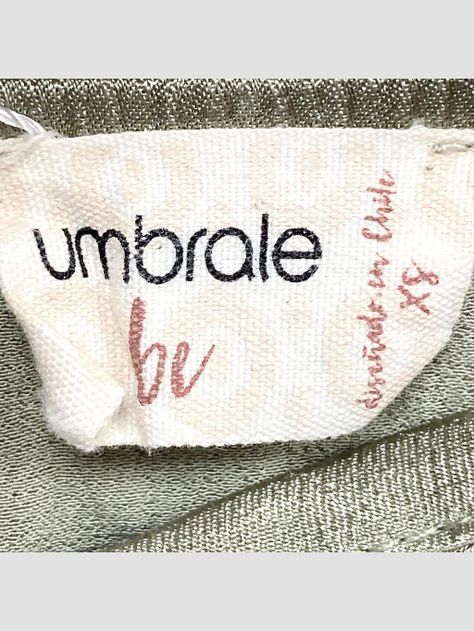 umbrale
be
diseñado en Chile
XS